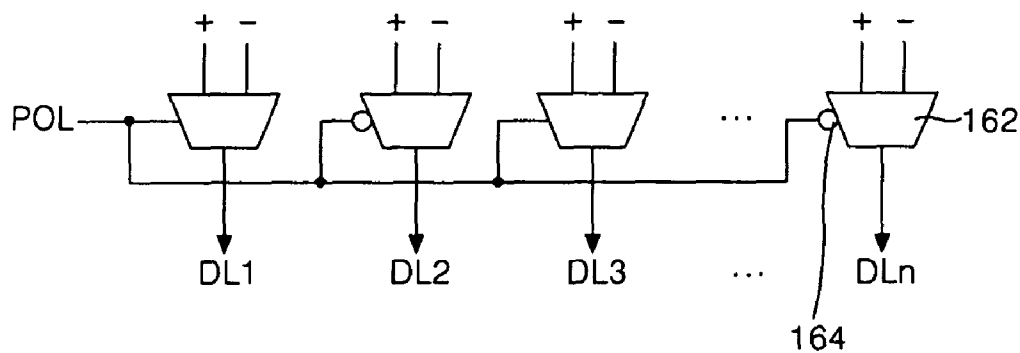 + − + − + − + −
POL ... 162
DL1 DL2 DL3 ... DLn
164